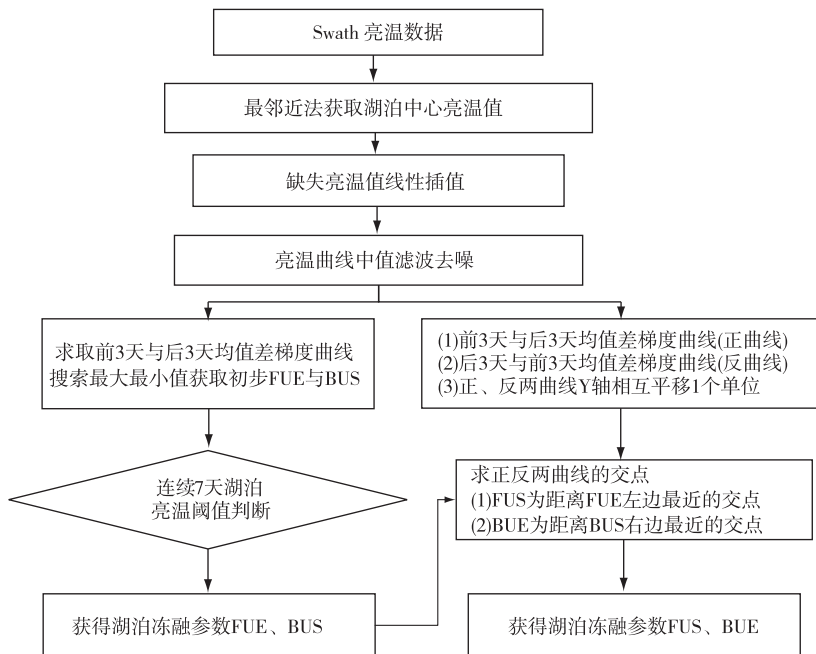 Swath 亮温数据
最邻近法获取湖泊中心亮温值
缺失亮温值线性插值
亮温曲线中值滤波去噪
求取前3天与后3天均值差梯度曲线
搜索最大最小值获取初步FUE与BUS
(1)前3天与后3天均值差梯度曲线(正曲线)
(2)后3天与前3天均值差梯度曲线(反曲线)
(3)正、反两曲线Y轴相互平移1个单位
连续7天湖泊
亮温阈值判断
求正反两曲线的交点
(1)FUS为距离FUE左边最近的交点
(2)BUE为距离BUS右边最近的交点
获得湖泊冻融参数FUE、BUS
获得湖泊冻融参数FUS、BUE